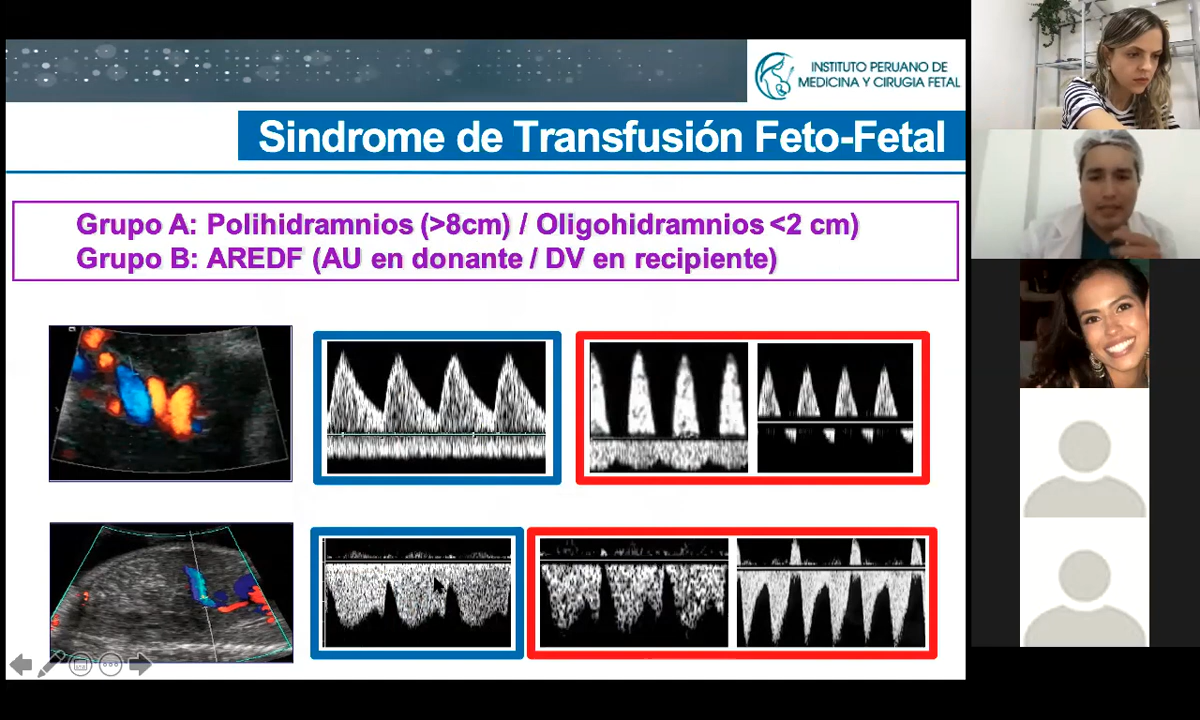 INSTITUTO PERUANO DE
MEDICINA Y CIRUGIA FETAL
Sindrome de Transfusión Feto-Fetal
Grupo A: Polihidramnios (>8cm) / Oligohidramnios <2 cm)
Grupo B: AREDF (AU en donante / DV en recipiente)